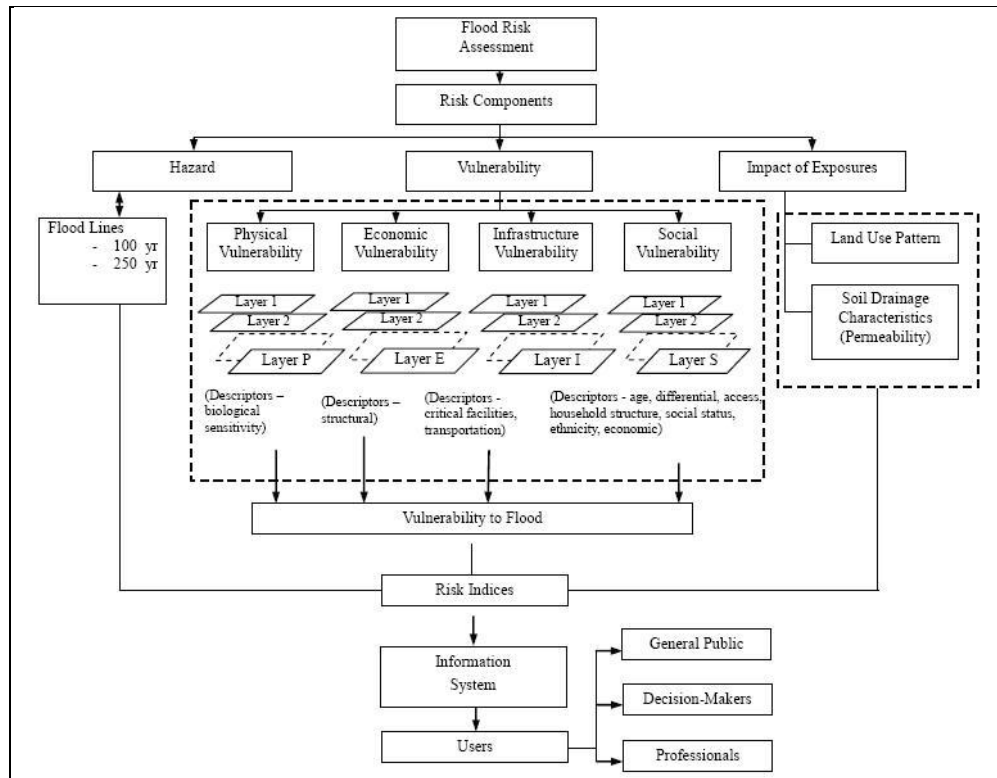 Flood Risk
Assessment
Risk Components
Hazard
Vulnerability
Impact of Exposures
Flood Lines
- 100 yr
- 250 yr
Physical
Vulnerability
Economic
Vulnerability
Infrastructure
Vulnerability
Social
Vulnerability
Land Use Pattern
Soil Drainage
Characteristics
(Permeability)
Layer 1
Layer 2
Layer P
Layer 1
Layer 2
Layer E
Layer 1
Layer 2
Layer I
Layer 1
Layer 2
Layer S
(Descriptors –
biological
sensitivity)
(Descriptors –
structural)
(Descriptors -
critical facilities,
transportation)
(Descriptors - age, differential, access,
household structure, social status,
ethnicity, economic)
Vulnerability to Flood
Risk Indices
Information
System
Users
General Public
Decision-Makers
Professionals